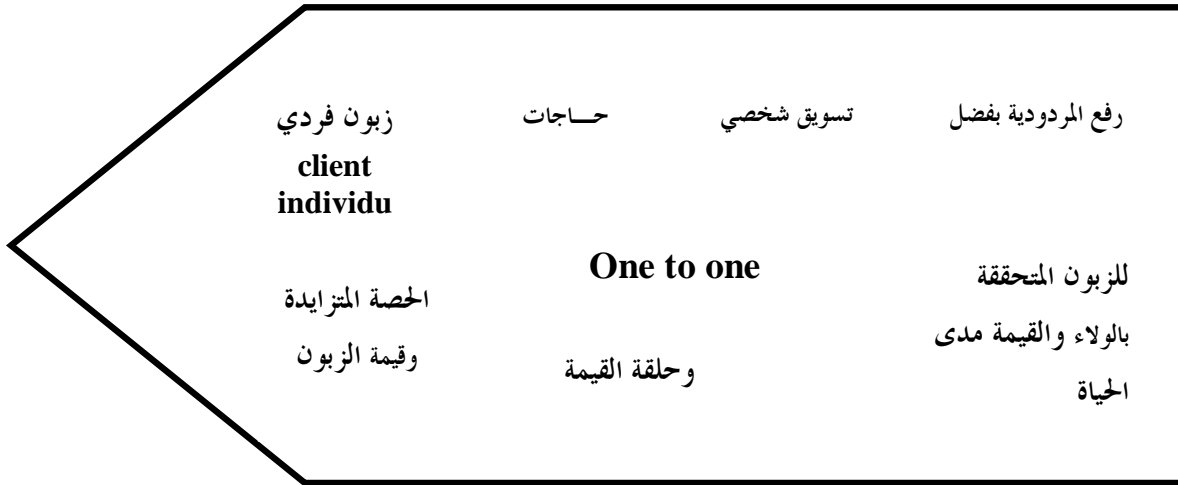 رفع المردودية بفضل
تسويق شخصي
حـــاجات
زبون فردي
client
individu
للزبون المتحققة
بالولاء والقيمة مدى
الحياة
One to one
وحلقة القيمة
الحصة المتزايدة
وقيمة الزبون